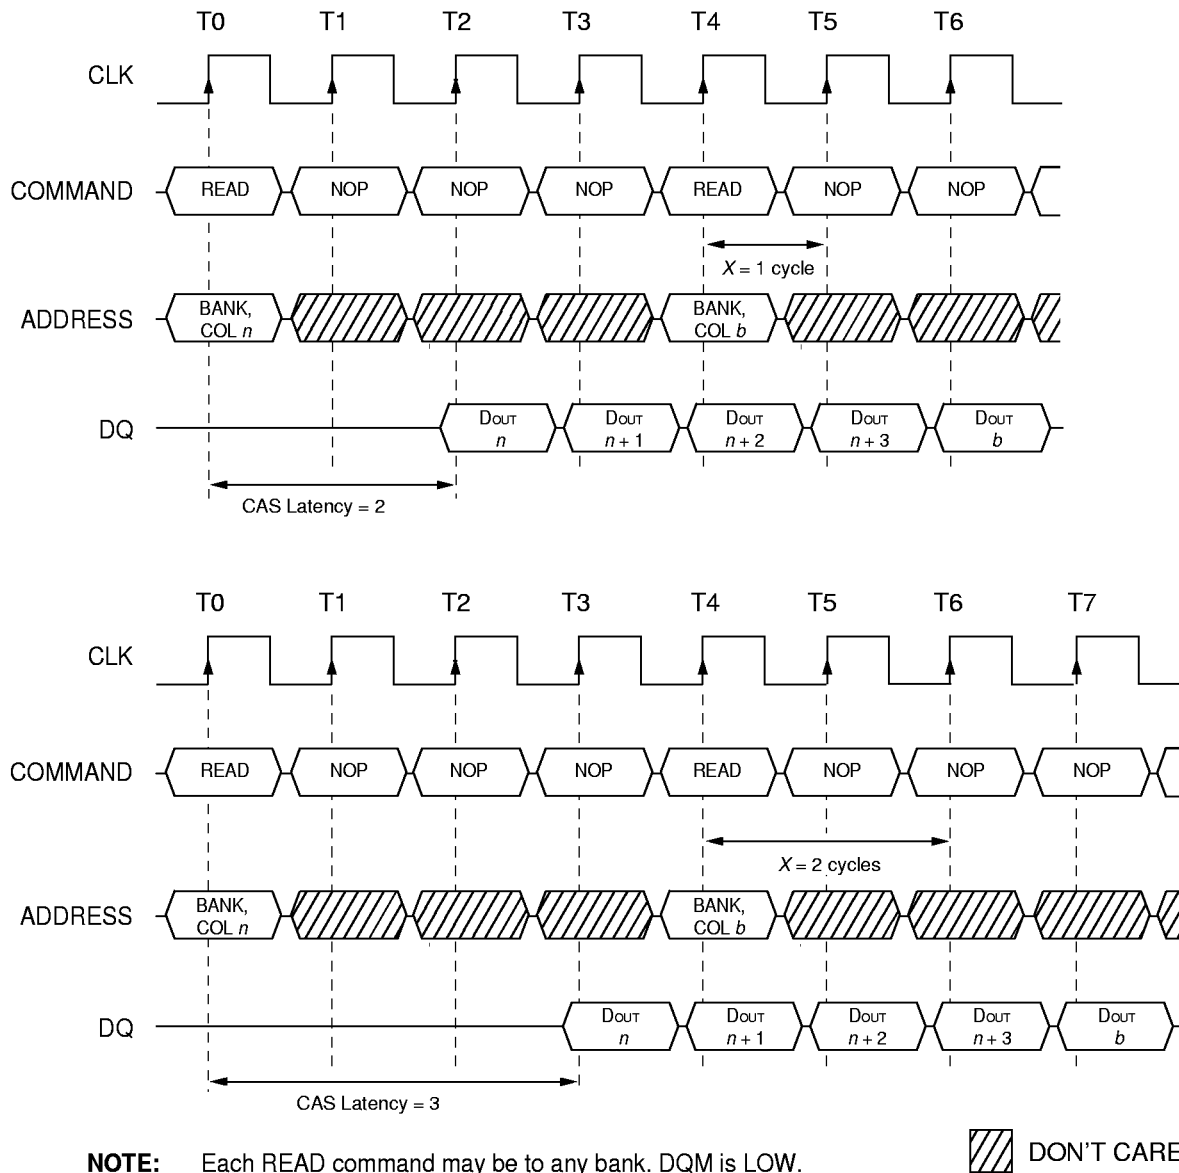 T0 T1 T2 T3 T4 T5 T6
CLK
COMMAND READ NOP NOP NOP READ NOP NOP
X = 1 cycle
ADDRESS BANK, COL n BANK, COL b
DQ DOUT n DOUT n + 1 DOUT n + 2 DOUT n + 3 DOUT b
CAS Latency = 2
T0 T1 T2 T3 T4 T5 T6 T7
CLK
COMMAND READ NOP NOP NOP READ NOP NOP NOP
X = 2 cycles
ADDRESS BANK, COL n BANK, COL b
DQ DOUT n DOUT n + 1 DOUT n + 2 DOUT n + 3 DOUT b
CAS Latency = 3
NOTE: Each READ command may be to any bank. DQM is LOW.
DON'T CARE